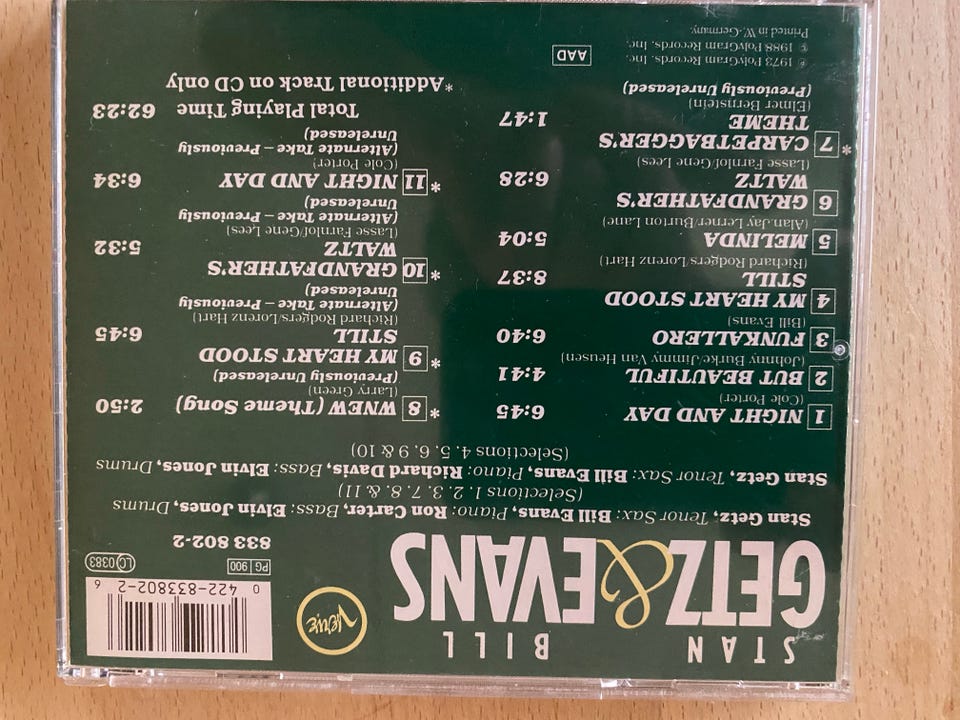 STAN BILL
GETZ & EVANS
Verve
0 422-833802-2 6
PG 900
LC 0383
833 802-2
Stan Getz, Tenor Sax: Bill Evans, Piano: Ron Carter, Bass: Elvin Jones, Drums
(Selections 1. 2. 3. 7. 8. & 11)
Stan Getz, Tenor Sax: Bill Evans, Piano: Richard Davis, Bass: Elvin Jones, Drums
(Selections 4. 5. 6. 9 & 10)
1 NIGHT AND DAY 6:45
(Cole Porter)
2 BUT BEAUTIFUL 4:41
(Johnny Burke/Jimmy Van Heusen)
3 FUNKALLERO 6:40
(Bill Evans)
4 MY HEART STOOD
STILL 8:37
(Richard Rodgers/Lorenz Hart)
5 MELINDA 5:04
(Alan Jay Lerner/Burton Lane)
6 GRANDFATHER'S
WALTZ 6:28
(Lasse Farnlof/Gene Lees)
* 7 CARPETBAGGER'S
THEME 1:47
(Elmer Bernstein)
(Previously Unreleased)
℗ 1973 PolyGram Records, Inc.
© 1988 PolyGram Records, Inc.
Printed in W.-Germany.
AAD
* 8 WNEW (Theme Song) 2:50
(Larry Green)
(Previously Unreleased)
* 9 MY HEART STOOD
STILL 6:45
(Richard Rodgers/Lorenz Hart)
(Alternate Take – Previously
Unreleased)
* 10 GRANDFATHER'S
WALTZ 5:32
(Lasse Farnlof/Gene Lees)
(Alternate Take – Previously
Unreleased)
* 11 NIGHT AND DAY 6:34
(Cole Porter)
(Alternate Take – Previously
Unreleased)
Total Playing Time 62:23
*Additional Track on CD only